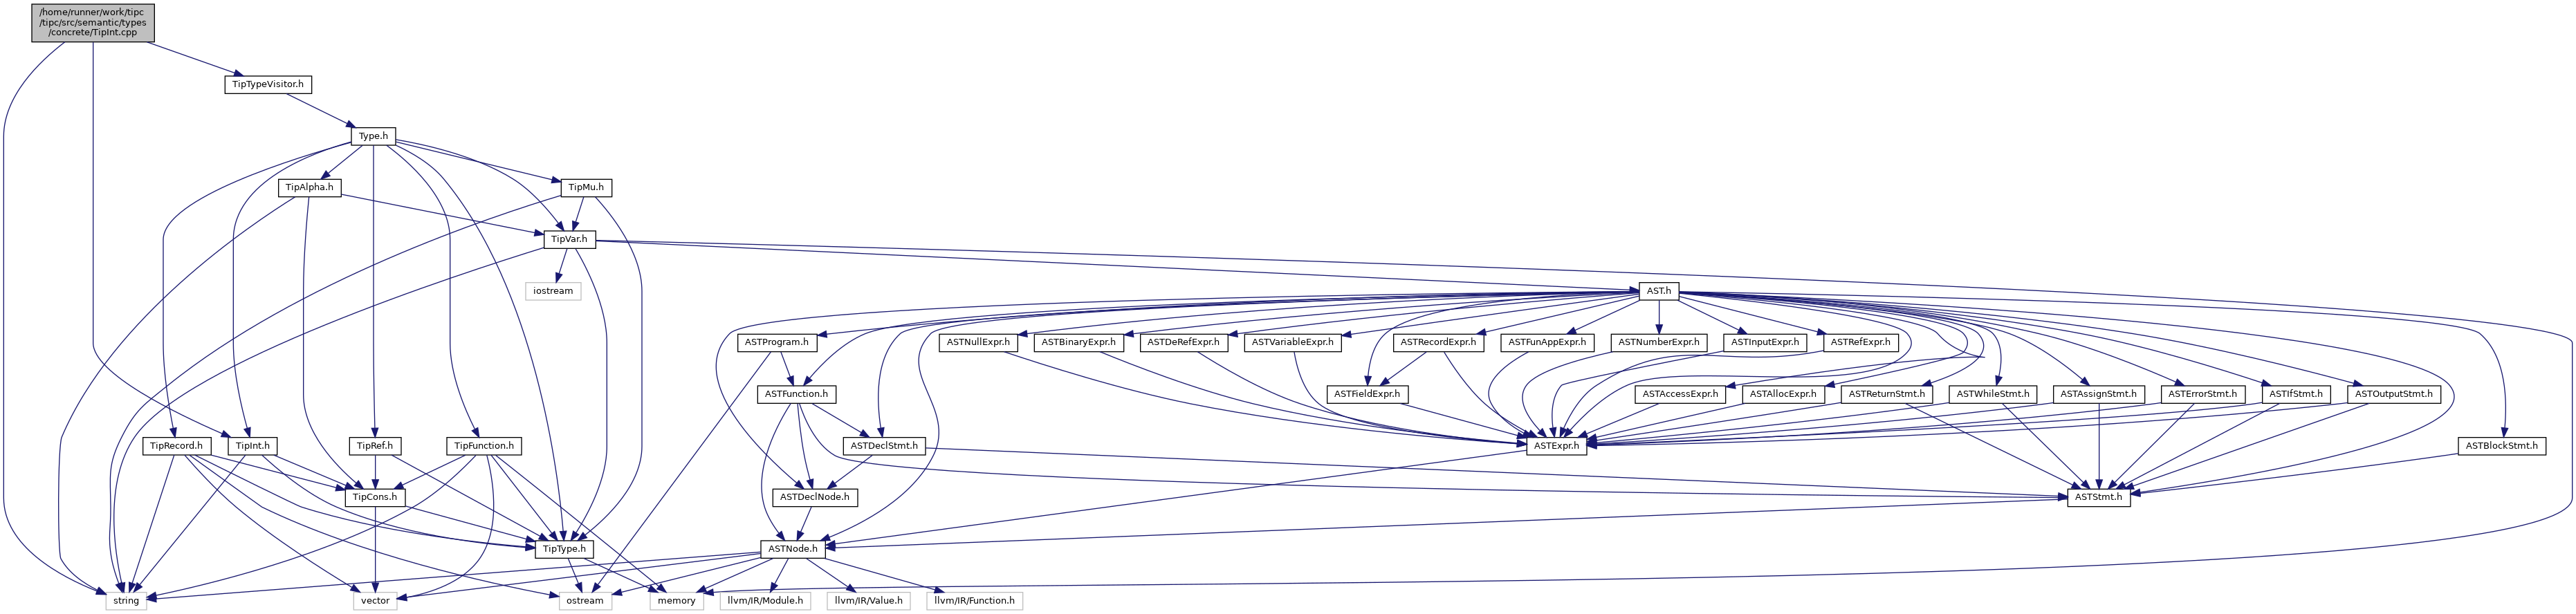 /home/runner/work/tipc
/tipc/src/semantic/types
/concrete/TipInt.cpp
TipTypeVisitor.h
Type.h
TipAlpha.h
TipMu.h
TipVar.h
iostream
AST.h
ASTProgram.h
ASTNullExpr.h
ASTBinaryExpr.h
ASTDeRefExpr.h
ASTVariableExpr.h
ASTRecordExpr.h
ASTFunAppExpr.h
ASTNumberExpr.h
ASTInputExpr.h
ASTRefExpr.h
ASTFunction.h
ASTFieldExpr.h
ASTAccessExpr.h
ASTAllocExpr.h
ASTReturnStmt.h
ASTWhileStmt.h
ASTAssignStmt.h
ASTErrorStmt.h
ASTIfStmt.h
ASTOutputStmt.h
TipRecord.h
TipInt.h
TipRef.h
TipFunction.h
ASTDeclStmt.h
ASTExpr.h
ASTBlockStmt.h
TipCons.h
ASTDeclNode.h
ASTStmt.h
TipType.h
ASTNode.h
string
vector
ostream
memory
llvm/IR/Module.h
llvm/IR/Value.h
llvm/IR/Function.h